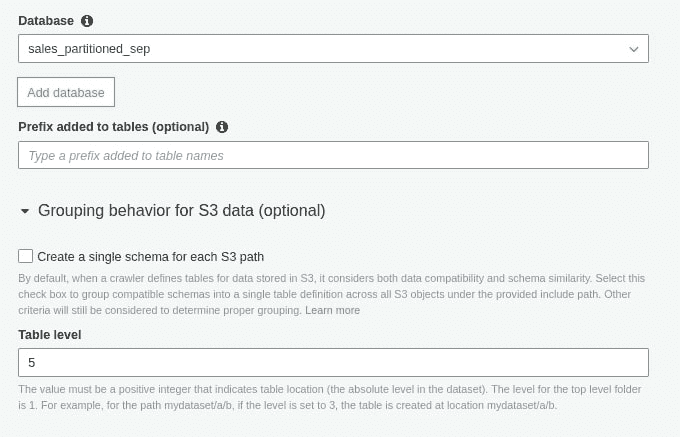 Database
sales_partitioned_sep
Add database
Prefix added to tables (optional)
Type a prefix added to table names
Grouping behavior for S3 data (optional)
Create a single schema for each S3 path
By default, when a crawler defines tables for data stored in S3, it considers both data compatibility and schema similarity. Select this
check box to group compatible schemas into a single table definition across all S3 objects under the provided include path. Other
criteria will still be considered to determine proper grouping. Learn more
Table level
5
The value must be a positive integer that indicates table location (the absolute level in the dataset). The level for the top level folder
is 1. For example, for the path mydataset/a/b, if the level is set to 3, the table is created at location mydataset/a/b.